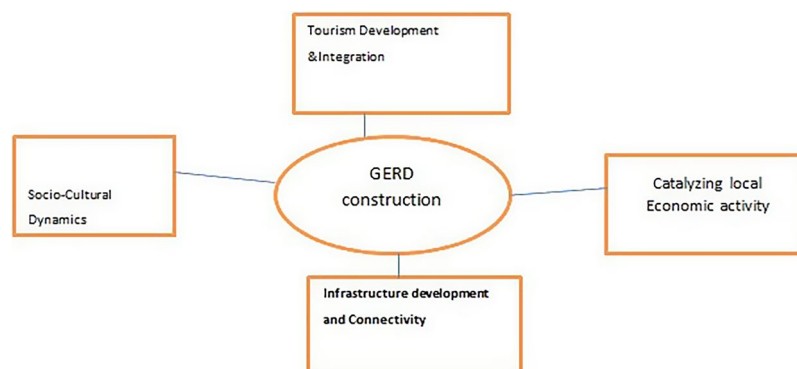 Tourism Development
&Integration
GERD
construction
Socio-Cultural
Dynamics
Catalyzing local
Economic activity
Infrastructure development
and Connectivity